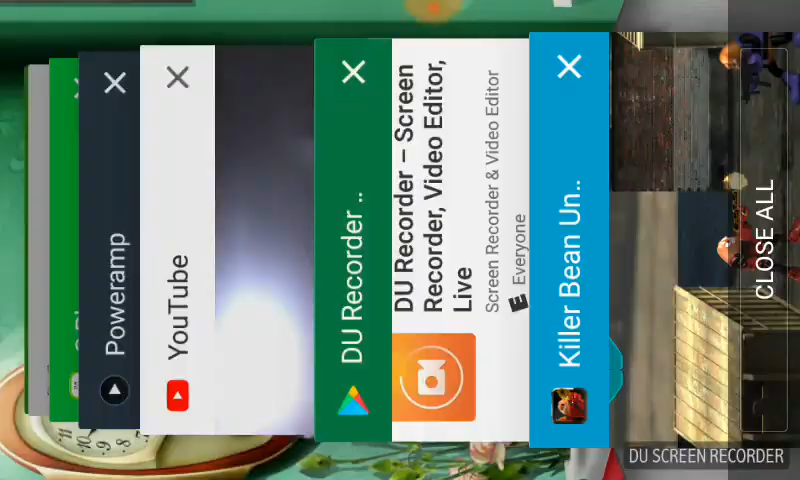 Poweramp
YouTube
DU Recorder ..
DU Recorder – Screen
Recorder, Video Editor,
Live
Screen Recorder & Video Editor
E Everyone
Killer Bean Un..
CLOSE ALL
DU SCREEN RECORDER